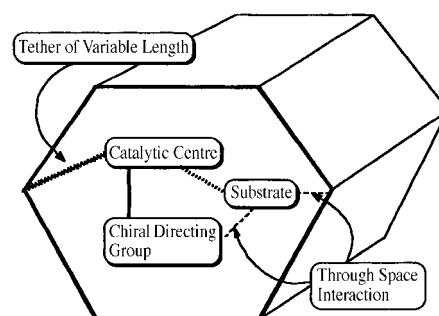 Tether of Variable Length
Catalytic Centre
Substrate
Chiral Directing
Group
Through Space
Interaction